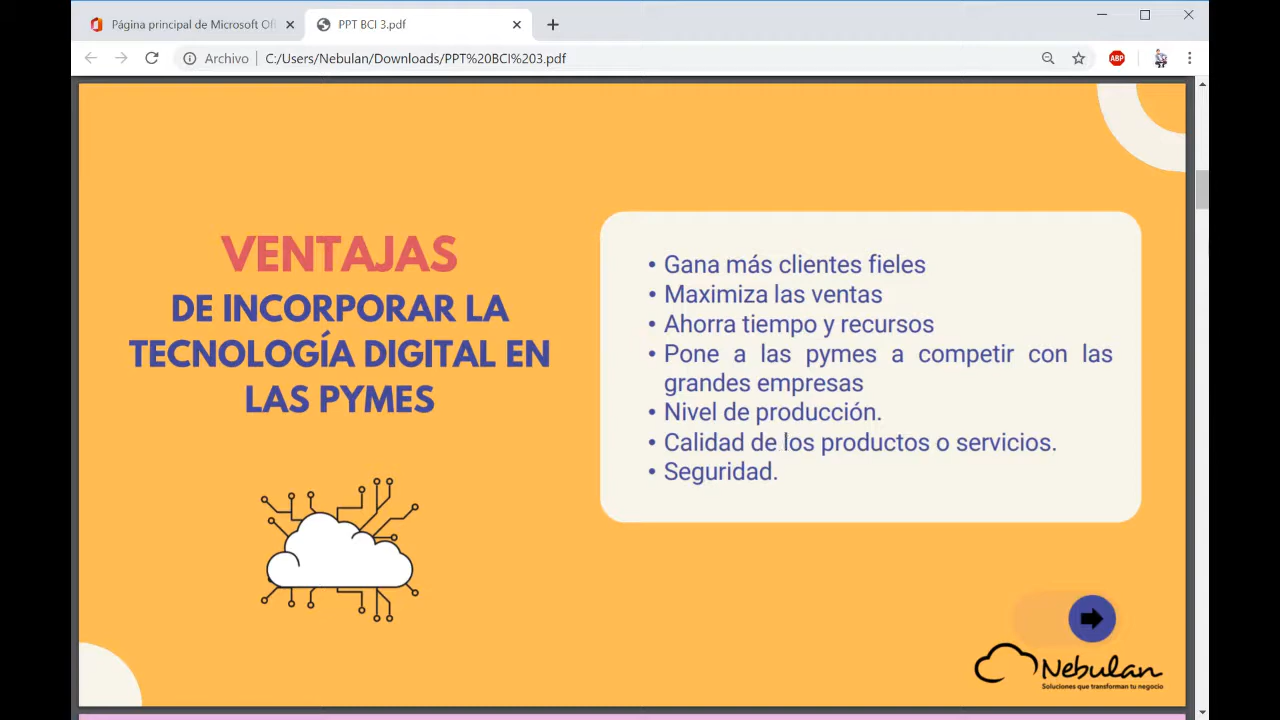 Página principal de Microsoft Of
PPT BCI 3.pdf
Archivo
C:/Users/Nebulan/Downloads/PPT%20BCI%203.pdf
ABP
VENTAJAS
DE INCORPORAR LA
TECNOLOGÍA DIGITAL EN
LAS PYMES
• Gana más clientes fieles
• Maximiza las ventas
• Ahorra tiempo y recursos
• Pone a las pymes a competir con las
grandes empresas
• Nivel de producción.
• Calidad de los productos o servicios.
• Seguridad.
Nebulan
Soluciones que transforman tu negocio